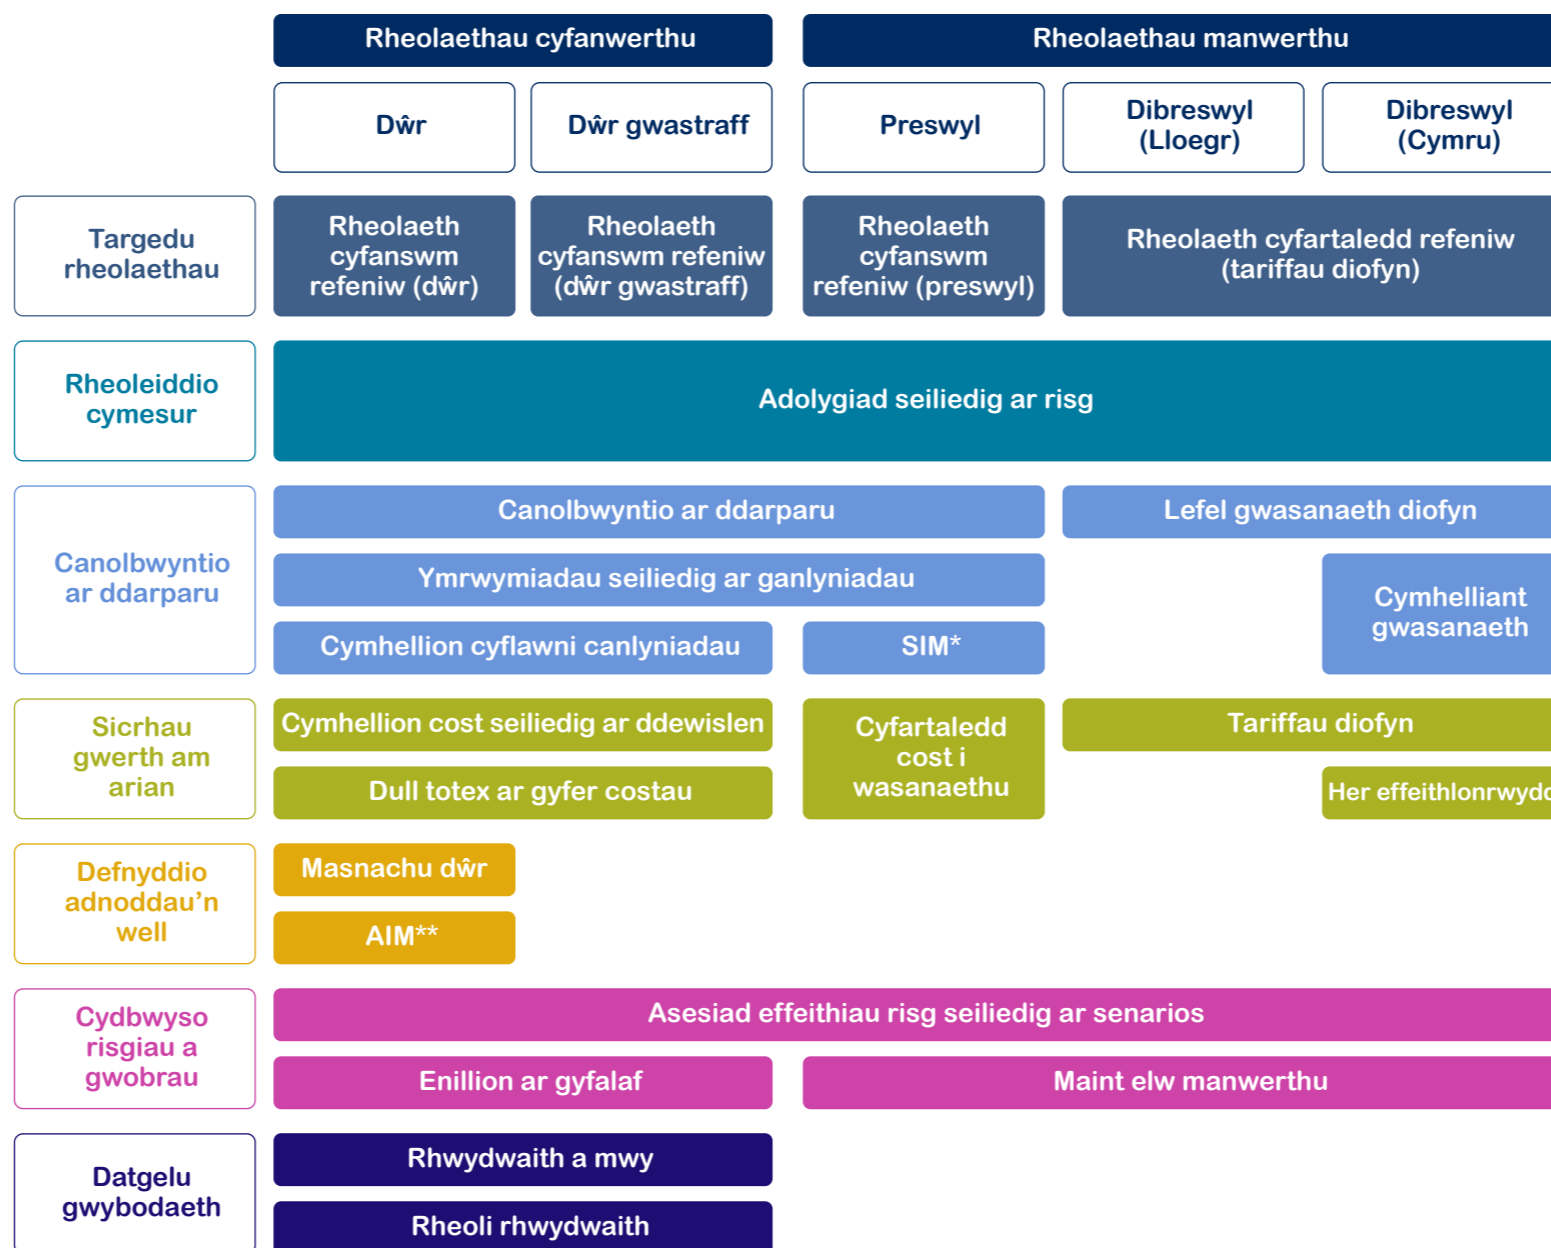 Rheolaethau cyfanwerthu
Rheolaethau manwerthu
Dŵr
Dŵr gwastraff
Preswyl
Dibreswyl
(Lloegr)
Dibreswyl
(Cymru)
Targedu
rheolaethau
Rheolaeth
cyfanswm
refeniw (dŵr)
Rheolaeth
cyfanswm refeniw
(dŵr gwastraff)
Rheolaeth
cyfanswm
refeniw (preswyl)
Rheolaeth cyfartaledd refeniw
(tariffau diofyn)
Rheoleiddio
cymesur
Adolygiad seiliedig ar risg
Canolbwyntio
ar ddarparu
Canolbwyntio ar ddarparu
Lefel gwasanaeth diofyn
Ymrwymiadau seiliedig ar ganlyniadau
Cymhelliant
gwasanaeth
Cymhellion cyflawni canlyniadau
SIM*
Sicrhau
gwerth am
arian
Cymhellion cost seiliedig ar ddewislen
Cyfartaledd
cost i
wasanaethu
Tariffau diofyn
Dull totex ar gyfer costau
Her
Defnyddio
adnoddau’n
well
Masnachu dŵr
AIM**
Cydbwyso
risgiau a
gwobrau
Asesiad effeithiau risg seiliedig ar senarios
Enillion ar gyfalaf
Maint elw manwerthu
Datgelu
gwybodaeth
Rhwydwaith a mwy
Rheoli rhwydwaith